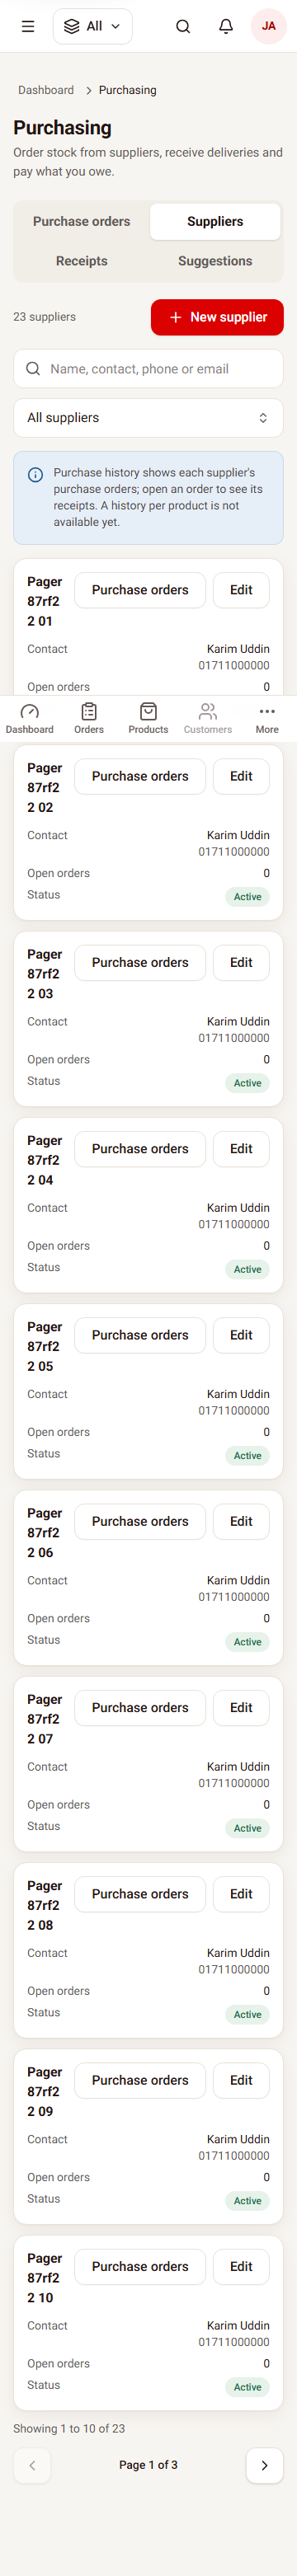 All
JA
Dashboard > Purchasing
Purchasing
Order stock from suppliers, receive deliveries and
pay what you owe.
Purchase orders Suppliers
Receipts Suggestions
23 suppliers + New supplier
Name, contact, phone or email
All suppliers
Purchase history shows each supplier's
purchase orders; open an order to see its
receipts. A history per product is not
available yet.
Pager
87rf2
2 01
Purchase orders Edit
Contact Karim Uddin
01711000000
Open orders 0
Dashboard Orders Products Customers More
Pager
87rf2
2 02
Purchase orders Edit
Contact Karim Uddin
01711000000
Open orders 0
Status Active
Pager
87rf2
2 03
Purchase orders Edit
Contact Karim Uddin
01711000000
Open orders 0
Status Active
Pager
87rf2
2 04
Purchase orders Edit
Contact Karim Uddin
01711000000
Open orders 0
Status Active
Pager
87rf2
2 05
Purchase orders Edit
Contact Karim Uddin
01711000000
Open orders 0
Status Active
Pager
87rf2
2 06
Purchase orders Edit
Contact Karim Uddin
01711000000
Open orders 0
Status Active
Pager
87rf2
2 07
Purchase orders Edit
Contact Karim Uddin
01711000000
Open orders 0
Status Active
Pager
87rf2
2 08
Purchase orders Edit
Contact Karim Uddin
01711000000
Open orders 0
Status Active
Pager
87rf2
2 09
Purchase orders Edit
Contact Karim Uddin
01711000000
Open orders 0
Status Active
Pager
87rf2
2 10
Purchase orders Edit
Contact Karim Uddin
01711000000
Open orders 0
Status Active
Showing 1 to 10 of 23
Page 1 of 3